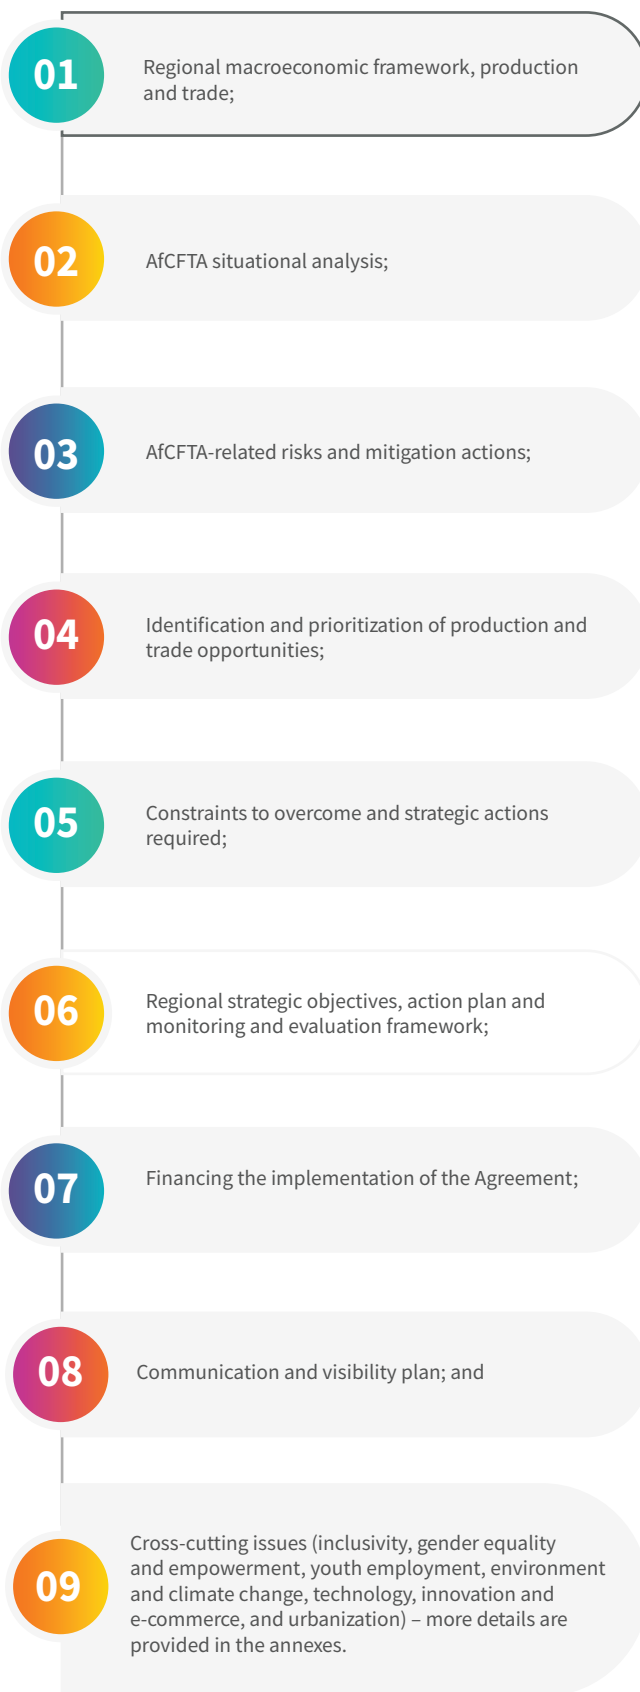 01
Regional macroeconomic framework, production
and trade;
02
AfCFTA situational analysis;
03
AfCFTA-related risks and mitigation actions;
04
Identification and prioritization of production and
trade opportunities;
05
Constraints to overcome and strategic actions
required;
06
Regional strategic objectives, action plan and
monitoring and evaluation framework;
07
Financing the implementation of the Agreement;
08
Communication and visibility plan; and
09
Cross-cutting issues (inclusivity, gender equality
and empowerment, youth employment, environment
and climate change, technology, innovation and
e-commerce, and urbanization) – more details are
provided in the annexes.